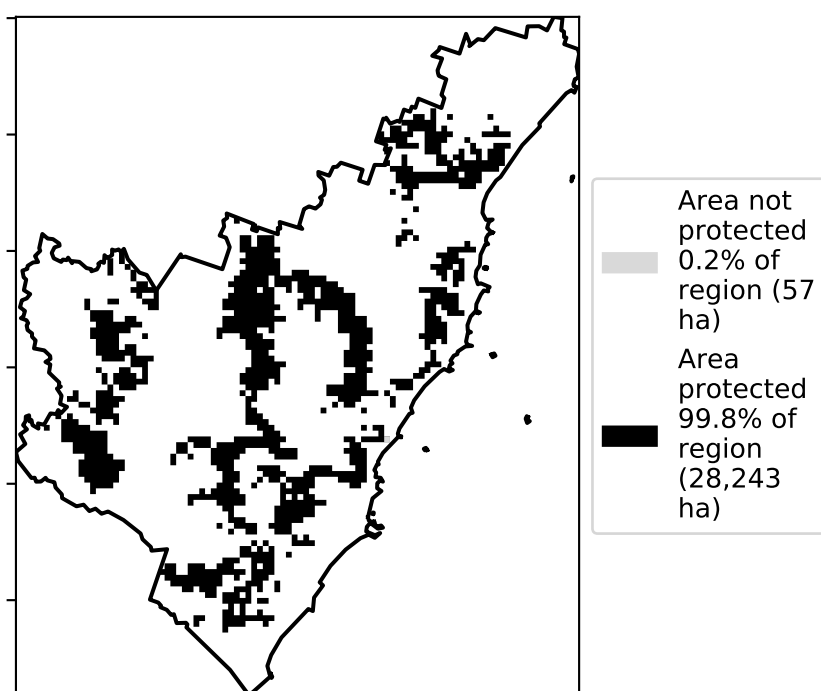 Area not
protected
0.2% of
region (57
ha)
Area
protected
99.8% of
region
(28,243
ha)